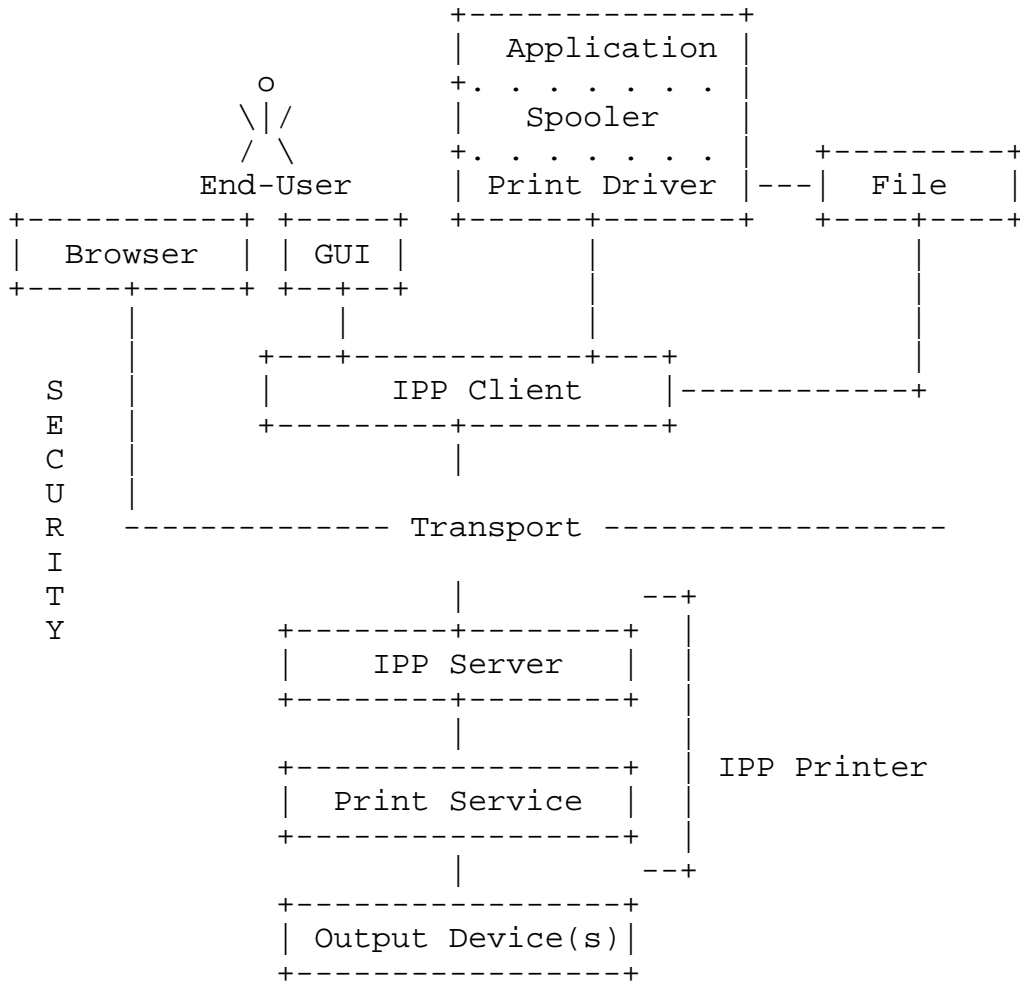 Application
Spooler
End-User
Print Driver
File
Browser
GUI
IPP Client
SECURITY
Transport
IPP Server
IPP Printer
Print Service
Output Device(s)